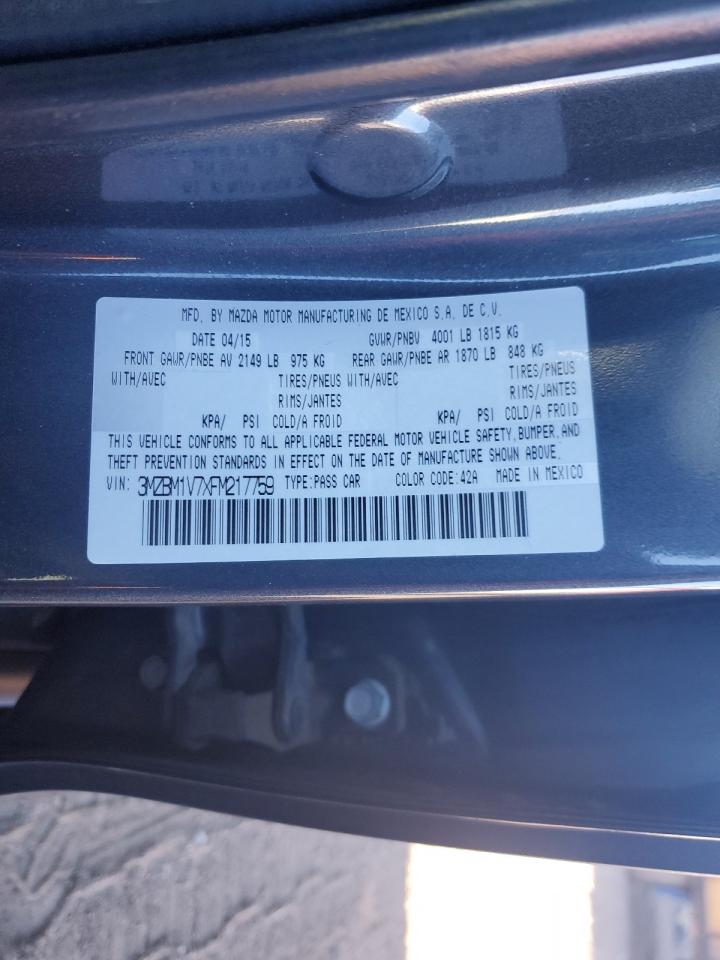 MFD. BY MAZDA MOTOR MANUFACTURING DE MEXICO S.A. DE C.V.
DATE 04/15 GVWR/PNBV 4001 LB 1815 KG
FRONT GAWR/PNBE AV 2149 LB 975 KG REAR GAWR/PNBE AR 1870 LB 848 KG
WITH/AVEC TIRES/PNEUS WITH/AVEC TIRES/PNEUS
RIMS/JANTES RIMS/JANTES
KPA/ PSI COLD/A FROID KPA/ PSI COLD/A FROID
THIS VEHICLE CONFORMS TO ALL APPLICABLE FEDERAL MOTOR VEHICLE SAFETY, BUMPER, AND
THEFT PREVENTION STANDARDS IN EFFECT ON THE DATE OF MANUFACTURE SHOWN ABOVE.
VIN: 3MZBM1V7XFM217759 TYPE:PASS CAR COLOR CODE:42A MADE IN MEXICO